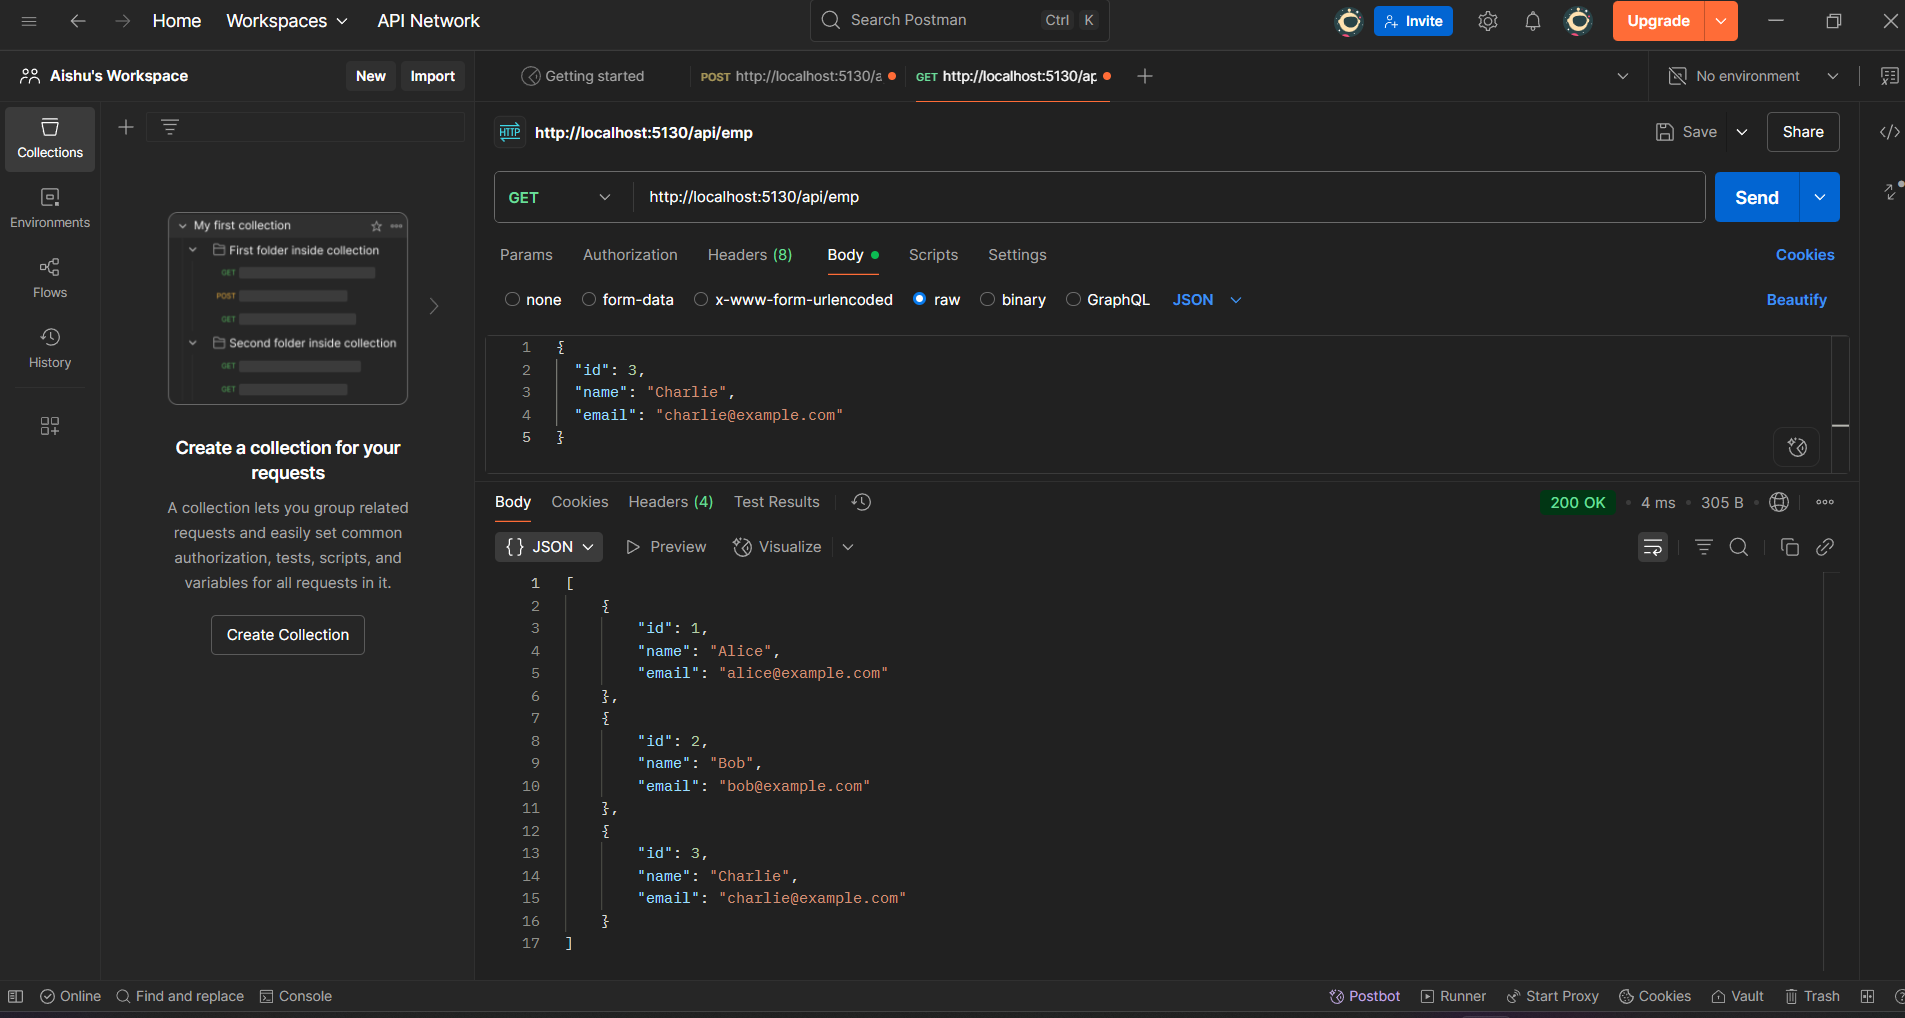 Home Workspaces API Network Search Postman Ctrl K Invite Upgrade
Aishu's Workspace New Import Getting started POST http://localhost:5130/a GET http://localhost:5130/ap No environment
Collections
Environments
Flows
History
My first collection
First folder inside collection
GET
POST
GET
Second folder inside collection
GET
GET
Create a collection for your
requests
A collection lets you group related
requests and easily set common
authorization, tests, scripts, and
variables for all requests in it.
Create Collection
HTTP http://localhost:5130/api/emp Save Share
GET http://localhost:5130/api/emp Send
Params Authorization Headers (8) Body Scripts Settings Cookies
none form-data x-www-form-urlencoded raw binary GraphQL JSON Beautify
1 {
2 "id": 3,
3 "name": "Charlie",
4 "email": "charlie@example.com"
5 }
Body Cookies Headers (4) Test Results 200 OK 4 ms 305 B
{} JSON Preview Visualize
1 [
2 {
3 "id": 1,
4 "name": "Alice",
5 "email": "alice@example.com"
6 },
7 {
8 "id": 2,
9 "name": "Bob",
10 "email": "bob@example.com"
11 },
12 {
13 "id": 3,
14 "name": "Charlie",
15 "email": "charlie@example.com"
16 }
17 ]
Online Find and replace Console Postbot Runner Start Proxy Cookies Vault Trash